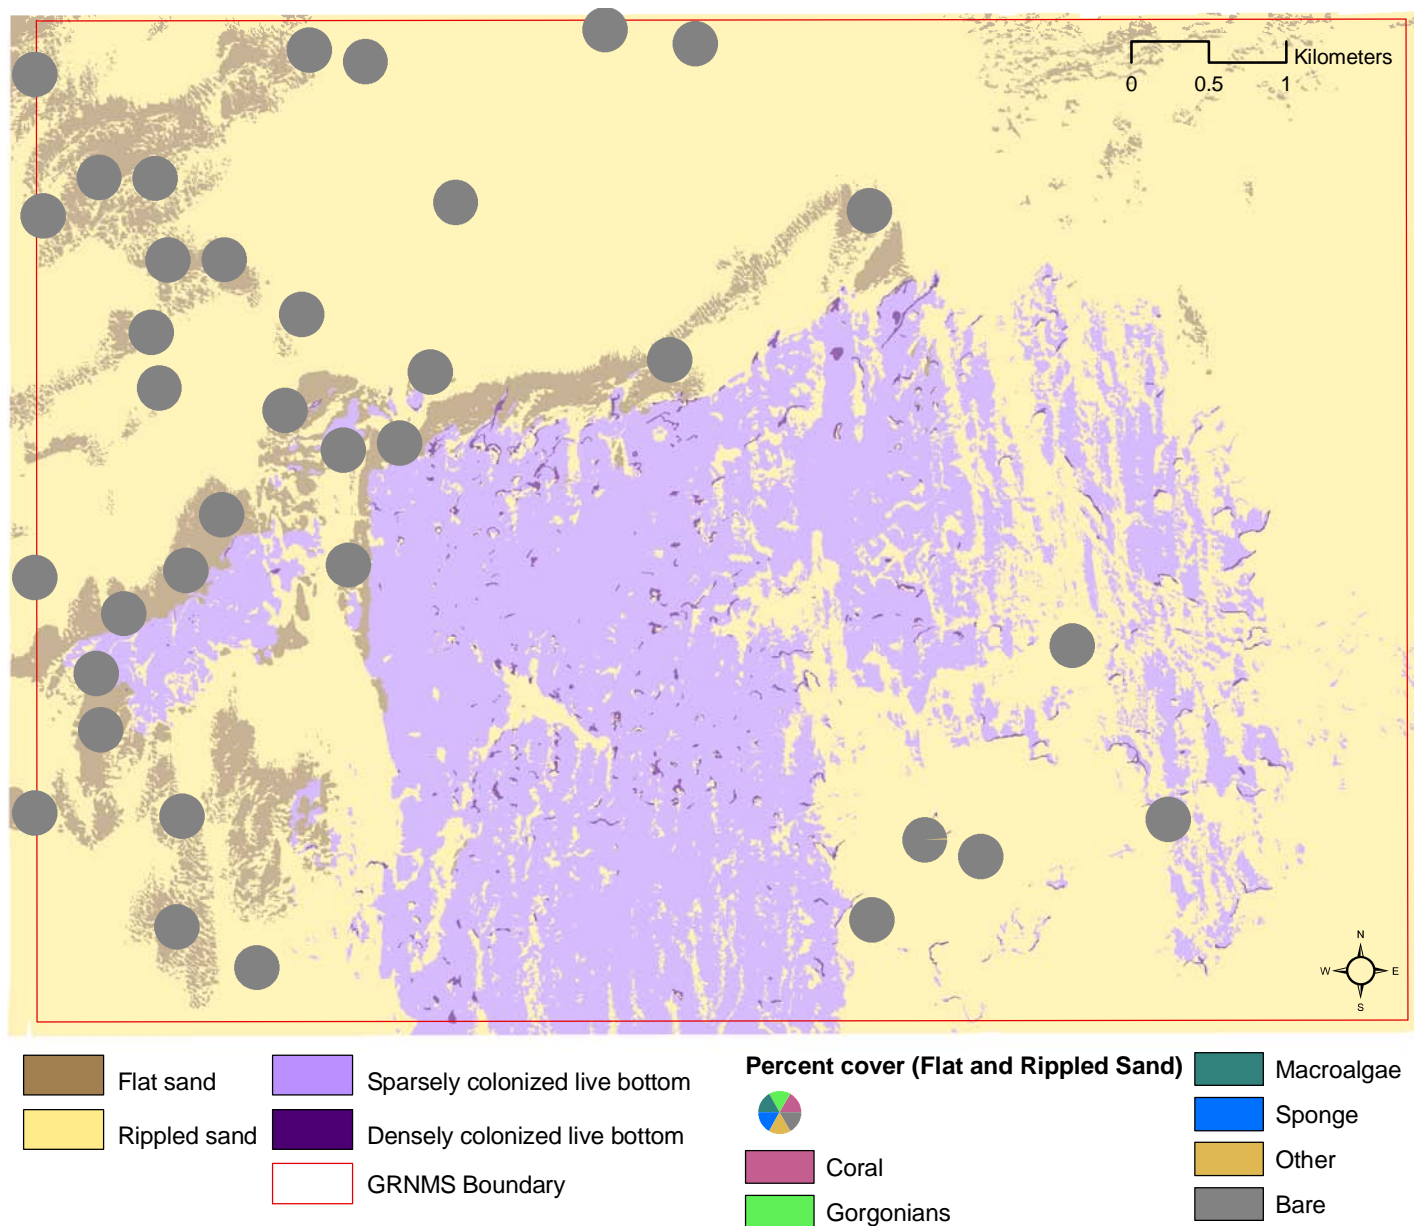 Kilometers
0 0.5 1
N
W E
S
Flat sand
Rippled sand
Sparsely colonized live bottom
Densely colonized live bottom
GRNMS Boundary
Percent cover (Flat and Rippled Sand)
Coral
Gorgonians
Macroalgae
Sponge
Other
Bare